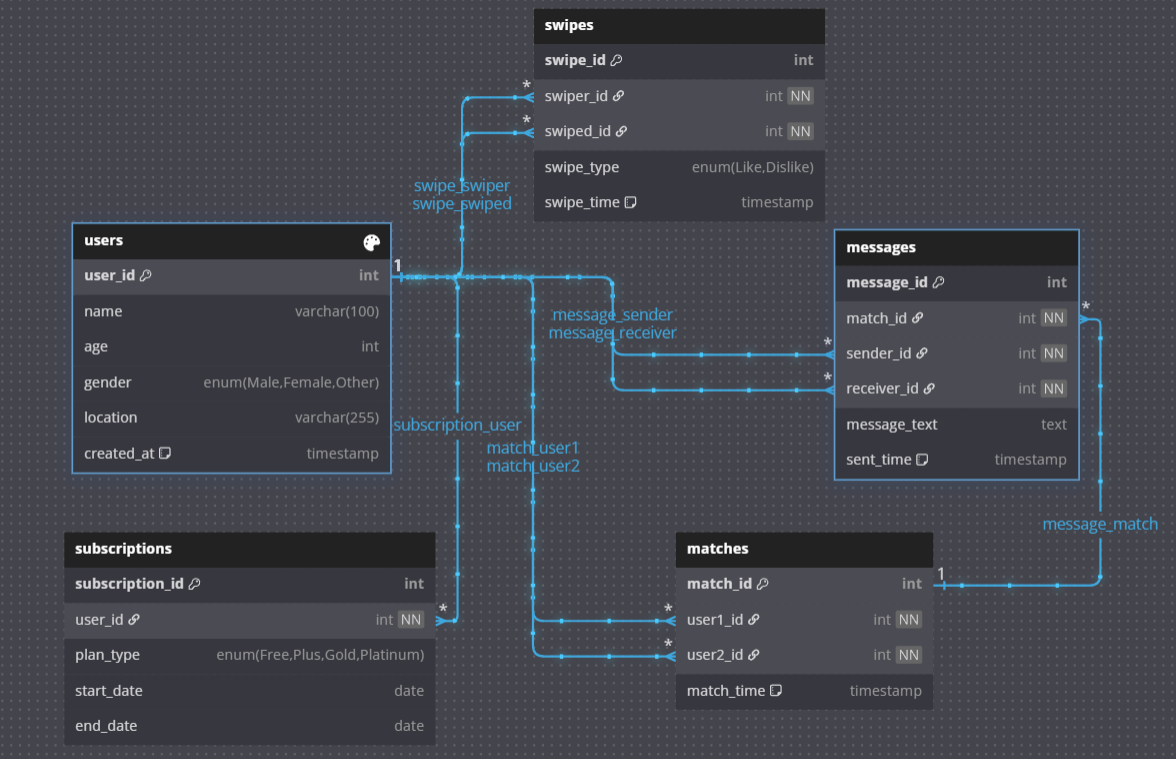 swipes
swipe_id int
* swiper_id int NN
* swiped_id int NN
swipe_type enum(Like,Dislike)
swipe_time timestamp
swipe_swiper
swipe_swiped
users
user_id int 1
name varchar(100)
age int
gender enum(Male,Female,Other)
location varchar(255)
created_at timestamp
message_sender
message_receiver
messages
message_id int
match_id int NN *
* sender_id int NN
* receiver_id int NN
message_text text
sent_time timestamp
subscription_user
match_user1
match_user2
message_match
subscriptions
subscription_id int
user_id int NN *
plan_type enum(Free,Plus,Gold,Platinum)
start_date date
end_date date
matches
match_id int 1
* user1_id int NN
* user2_id int NN
match_time timestamp